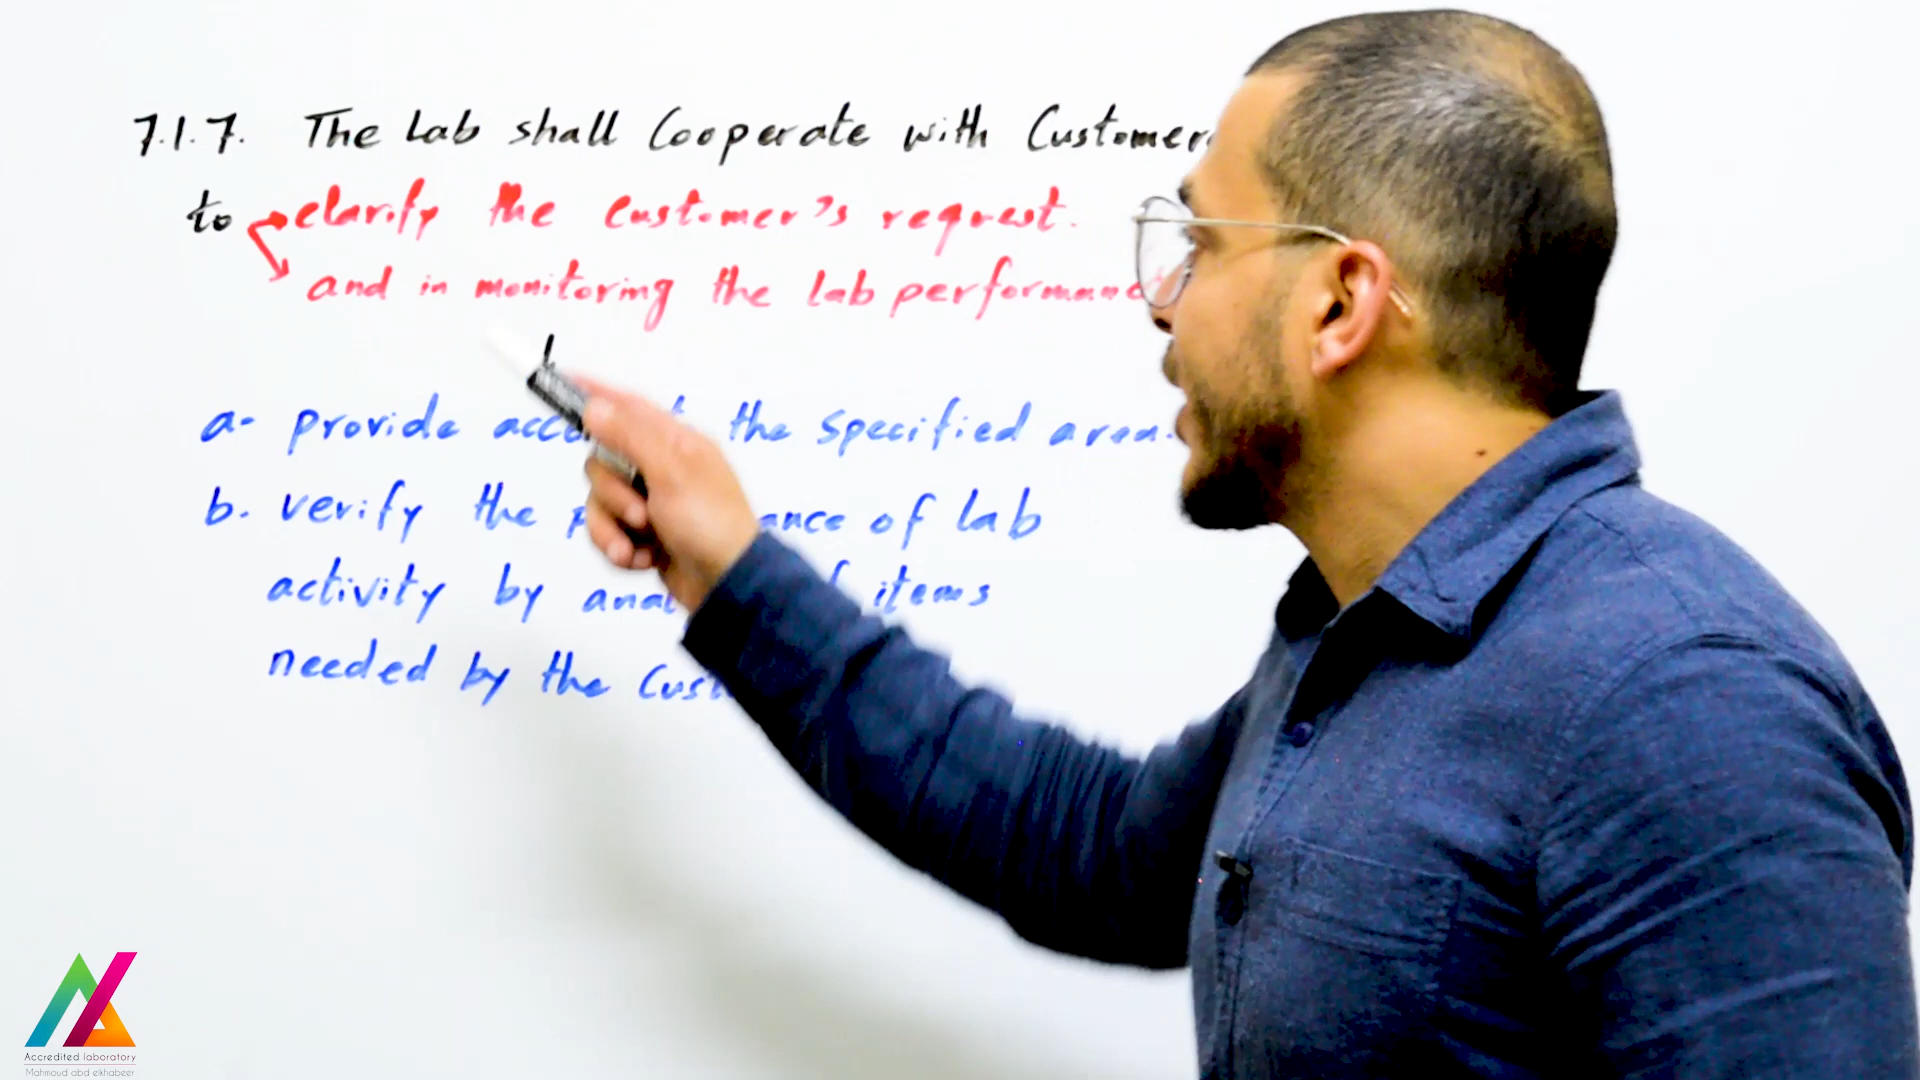 7.1.7. The Lab shall Cooperate with Customer
to clarify the customer's request.
and in monitoring the lab performanc
a- provide the specified area.
b. verify the of lab
activity by items
needed by the
Accredited laboratory
Mahmoud abd elkhabeer